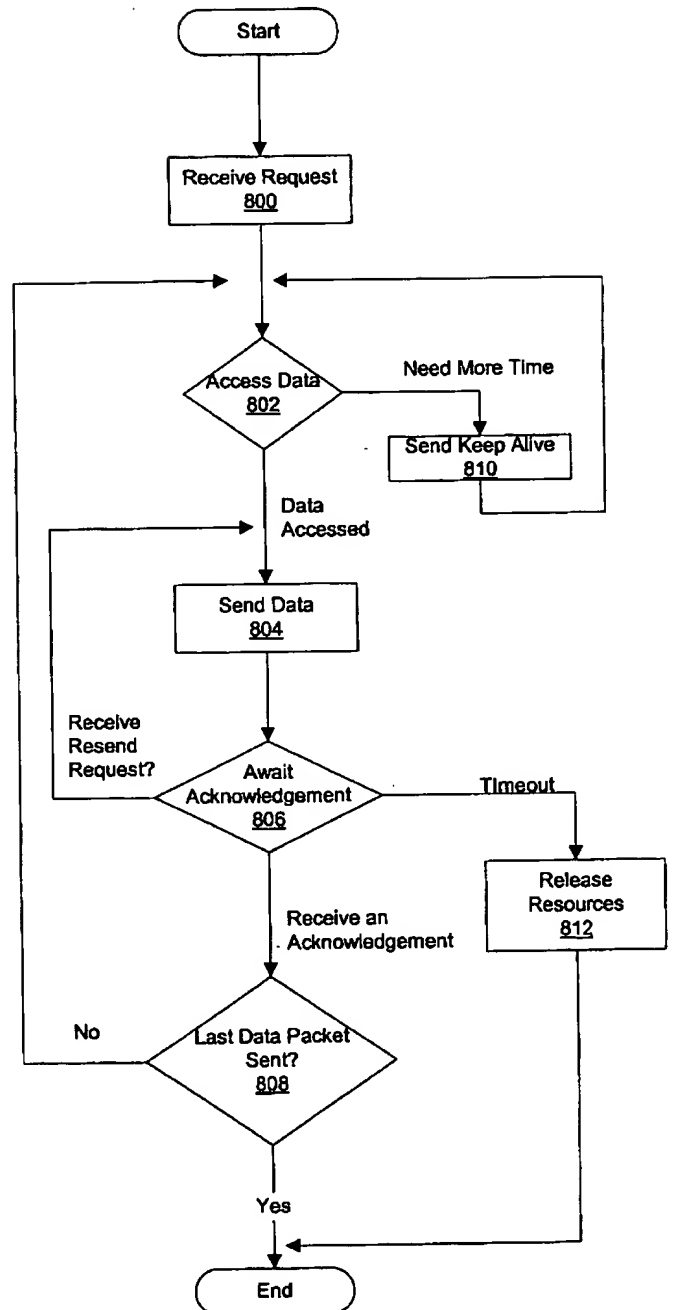 Start
Receive Request
800
Access Data
802
Need More Time
Send Keep Alive
810
Data
Accessed
Send Data
804
Receive
Resend
Request?
Await
Acknowledgement
806
Timeout
Release
Resources
812
Receive an
Acknowledgement
No
Last Data Packet
Sent?
808
Yes
End